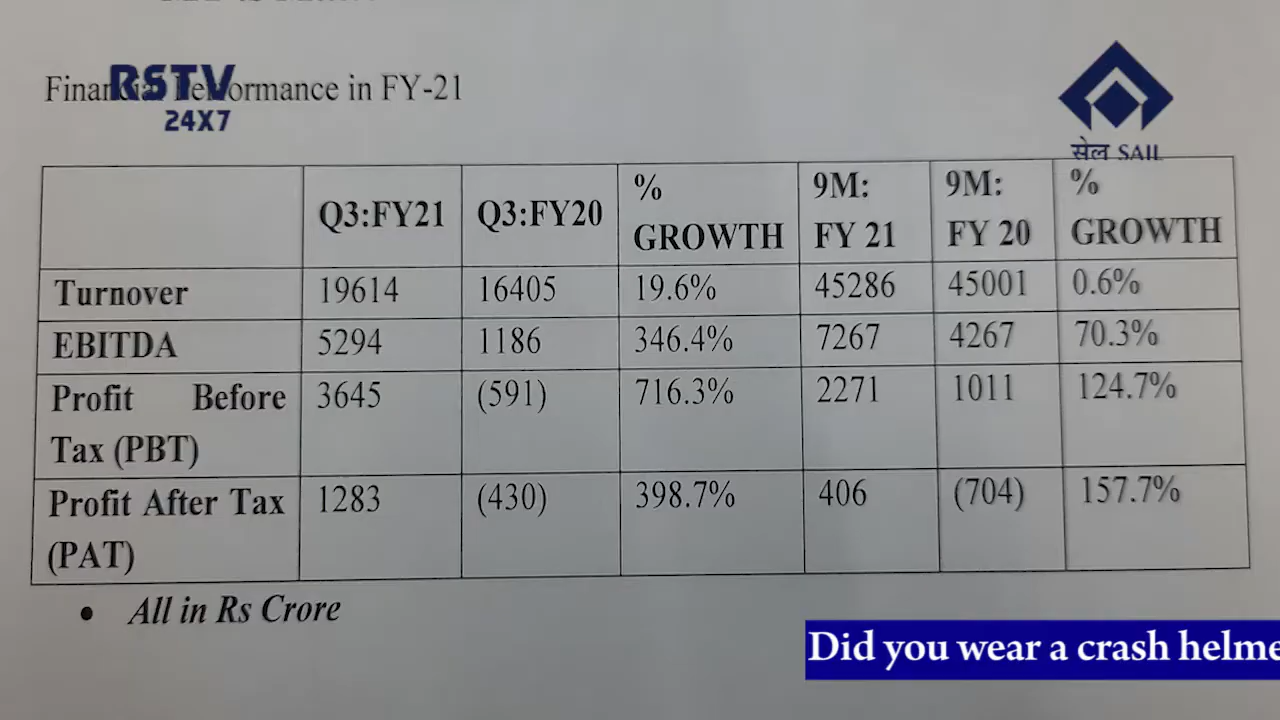 Financial Performance in FY-21
RSTV
24X7
सेल SAIL
Q3:FY21 Q3:FY20 % GROWTH 9M: FY 21 9M: FY 20 % GROWTH
Turnover 19614 16405 19.6% 45286 45001 0.6%
EBITDA 5294 1186 346.4% 7267 4267 70.3%
Profit Before Tax (PBT) 3645 (591) 716.3% 2271 1011 124.7%
Profit After Tax (PAT) 1283 (430) 398.7% 406 (704) 157.7%
• All in Rs Crore
Did you wear a crash helme